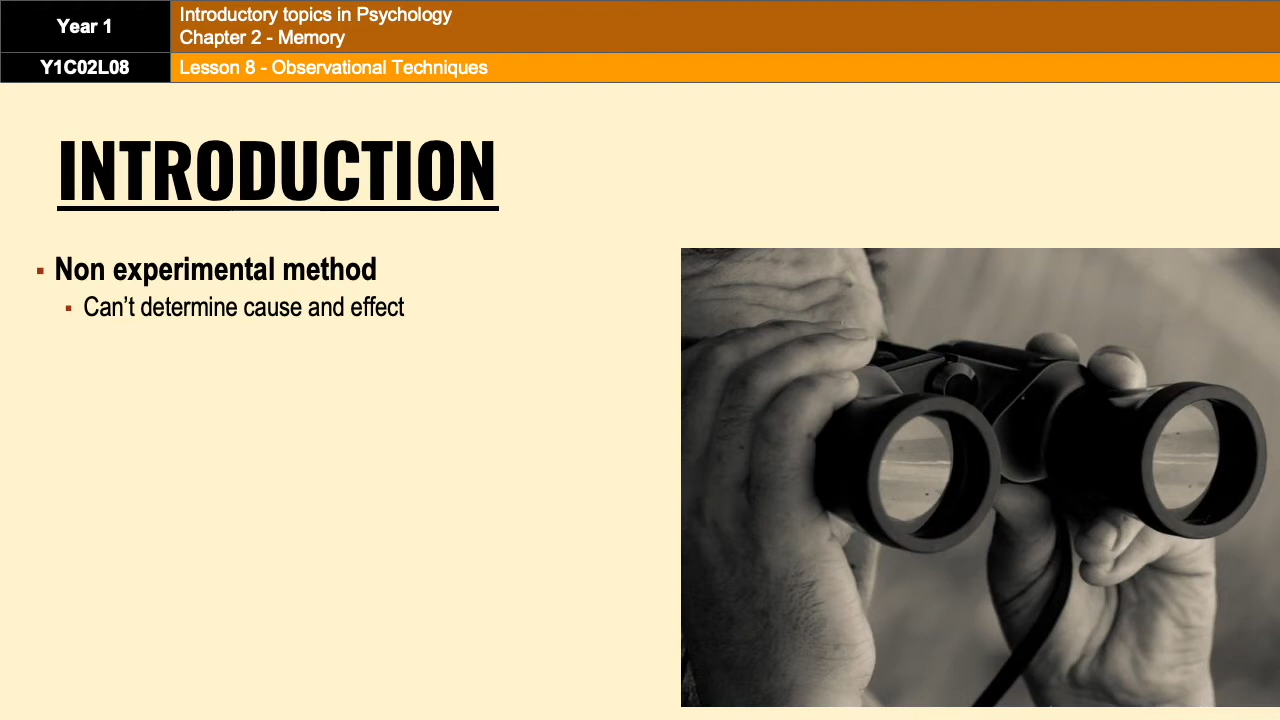 Year 1
Introductory topics in Psychology
Chapter 2 - Memory
Y1C02L08
Lesson 8 - Observational Techniques
INTRODUCTION
▪ Non experimental method
▪ Can’t determine cause and effect